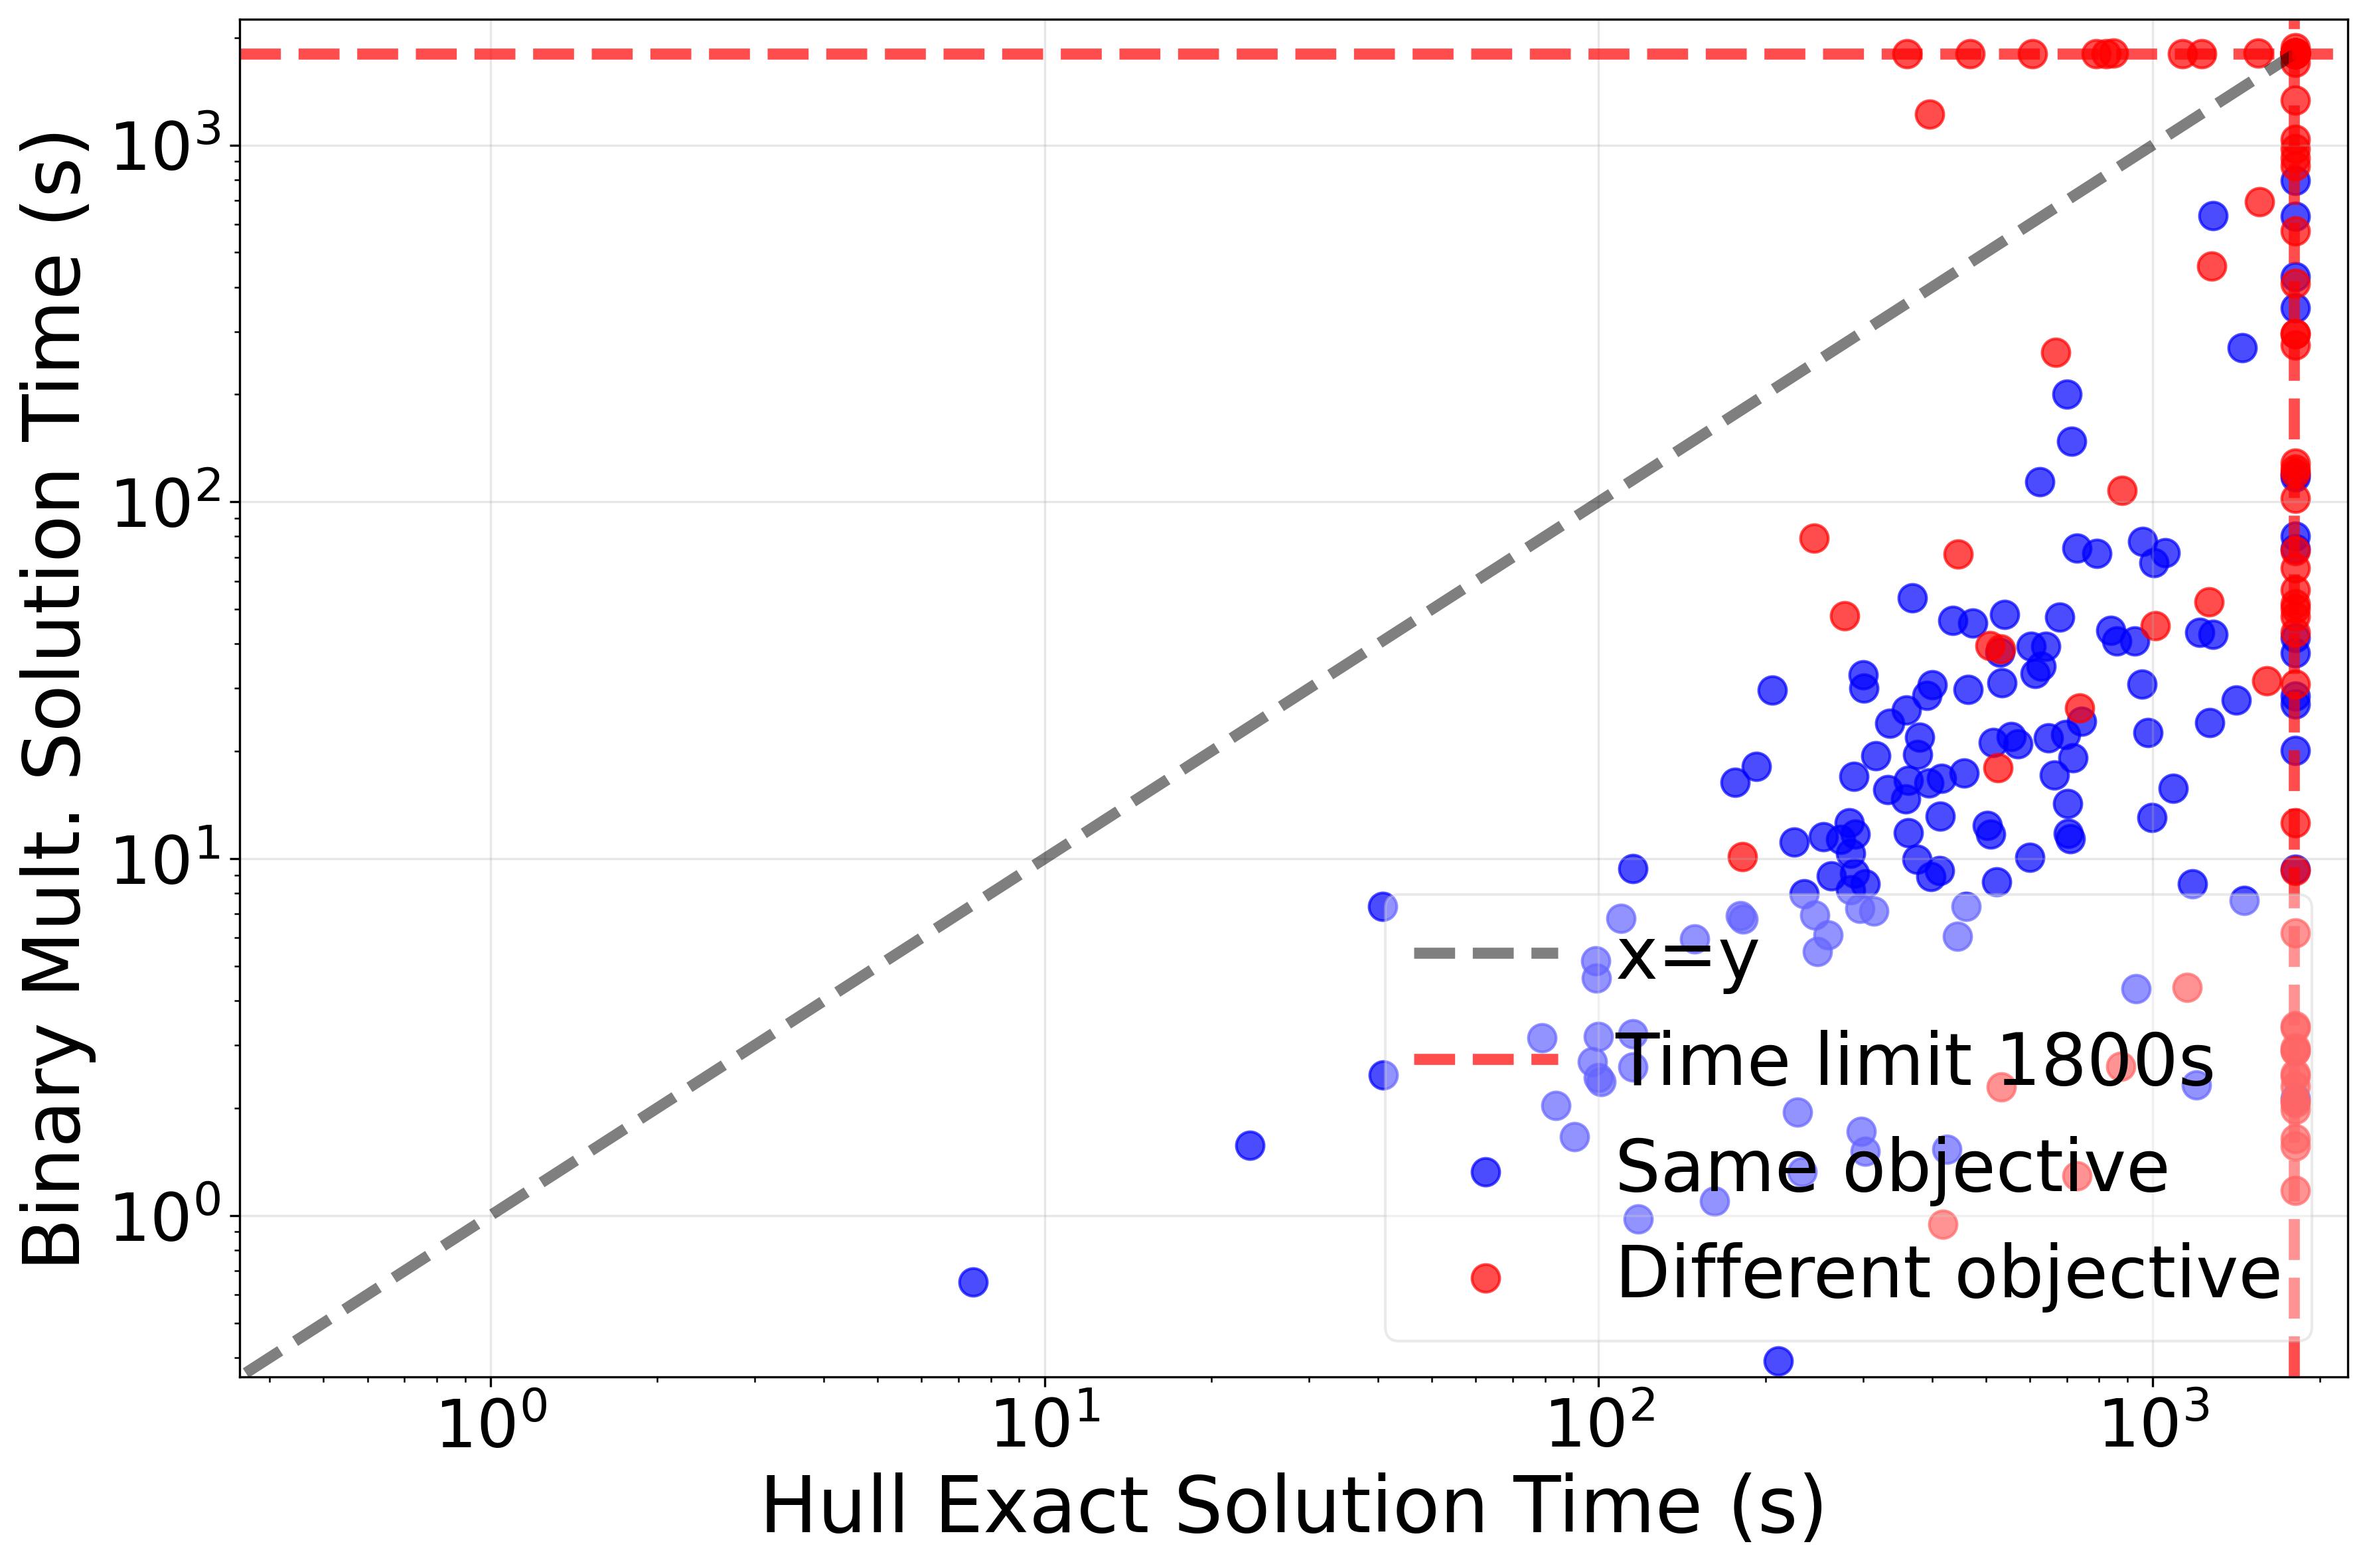 Binary Mult. Solution Time (s)
10³
10²
10¹
10⁰
x=y
Time limit 1800s
Same objective
Different objective
10⁰ 10¹ 10² 10³
Hull Exact Solution Time (s)